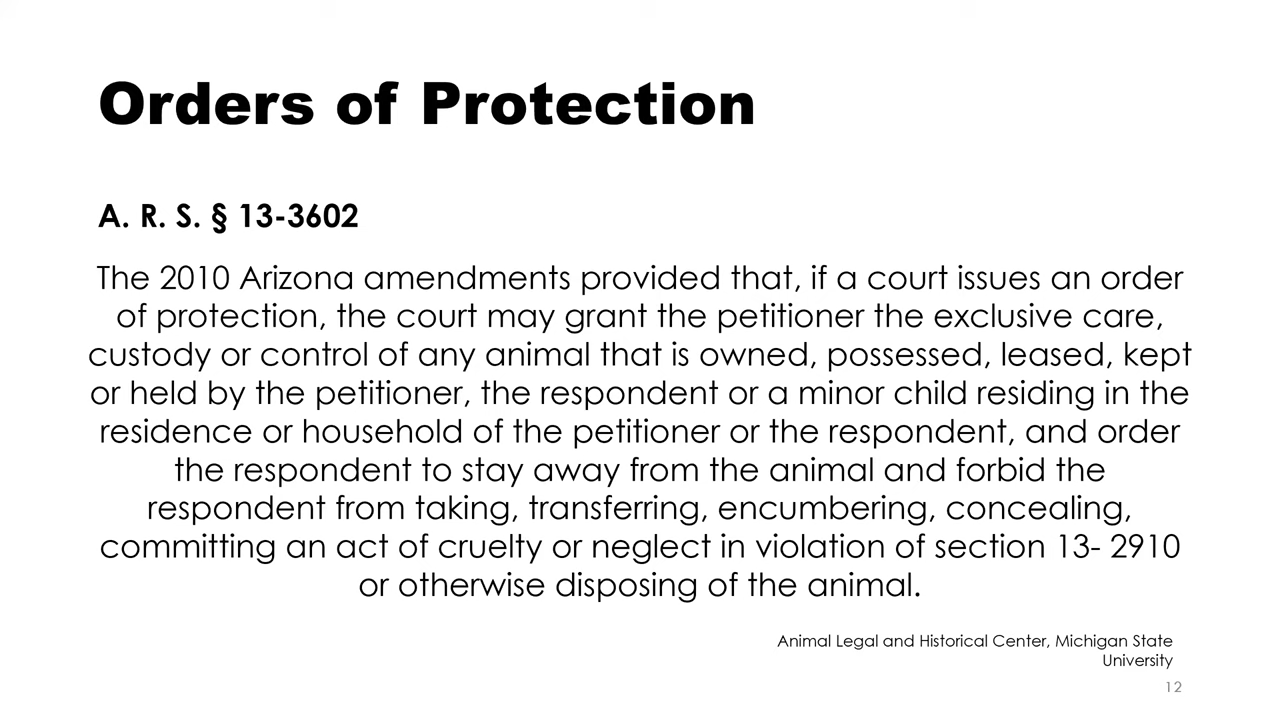 Orders of Protection
A. R. S. § 13-3602
The 2010 Arizona amendments provided that, if a court issues an order
of protection, the court may grant the petitioner the exclusive care,
custody or control of any animal that is owned, possessed, leased, kept
or held by the petitioner, the respondent or a minor child residing in the
residence or household of the petitioner or the respondent, and order
the respondent to stay away from the animal and forbid the
respondent from taking, transferring, encumbering, concealing,
committing an act of cruelty or neglect in violation of section 13- 2910
or otherwise disposing of the animal.
Animal Legal and Historical Center, Michigan State
University
12